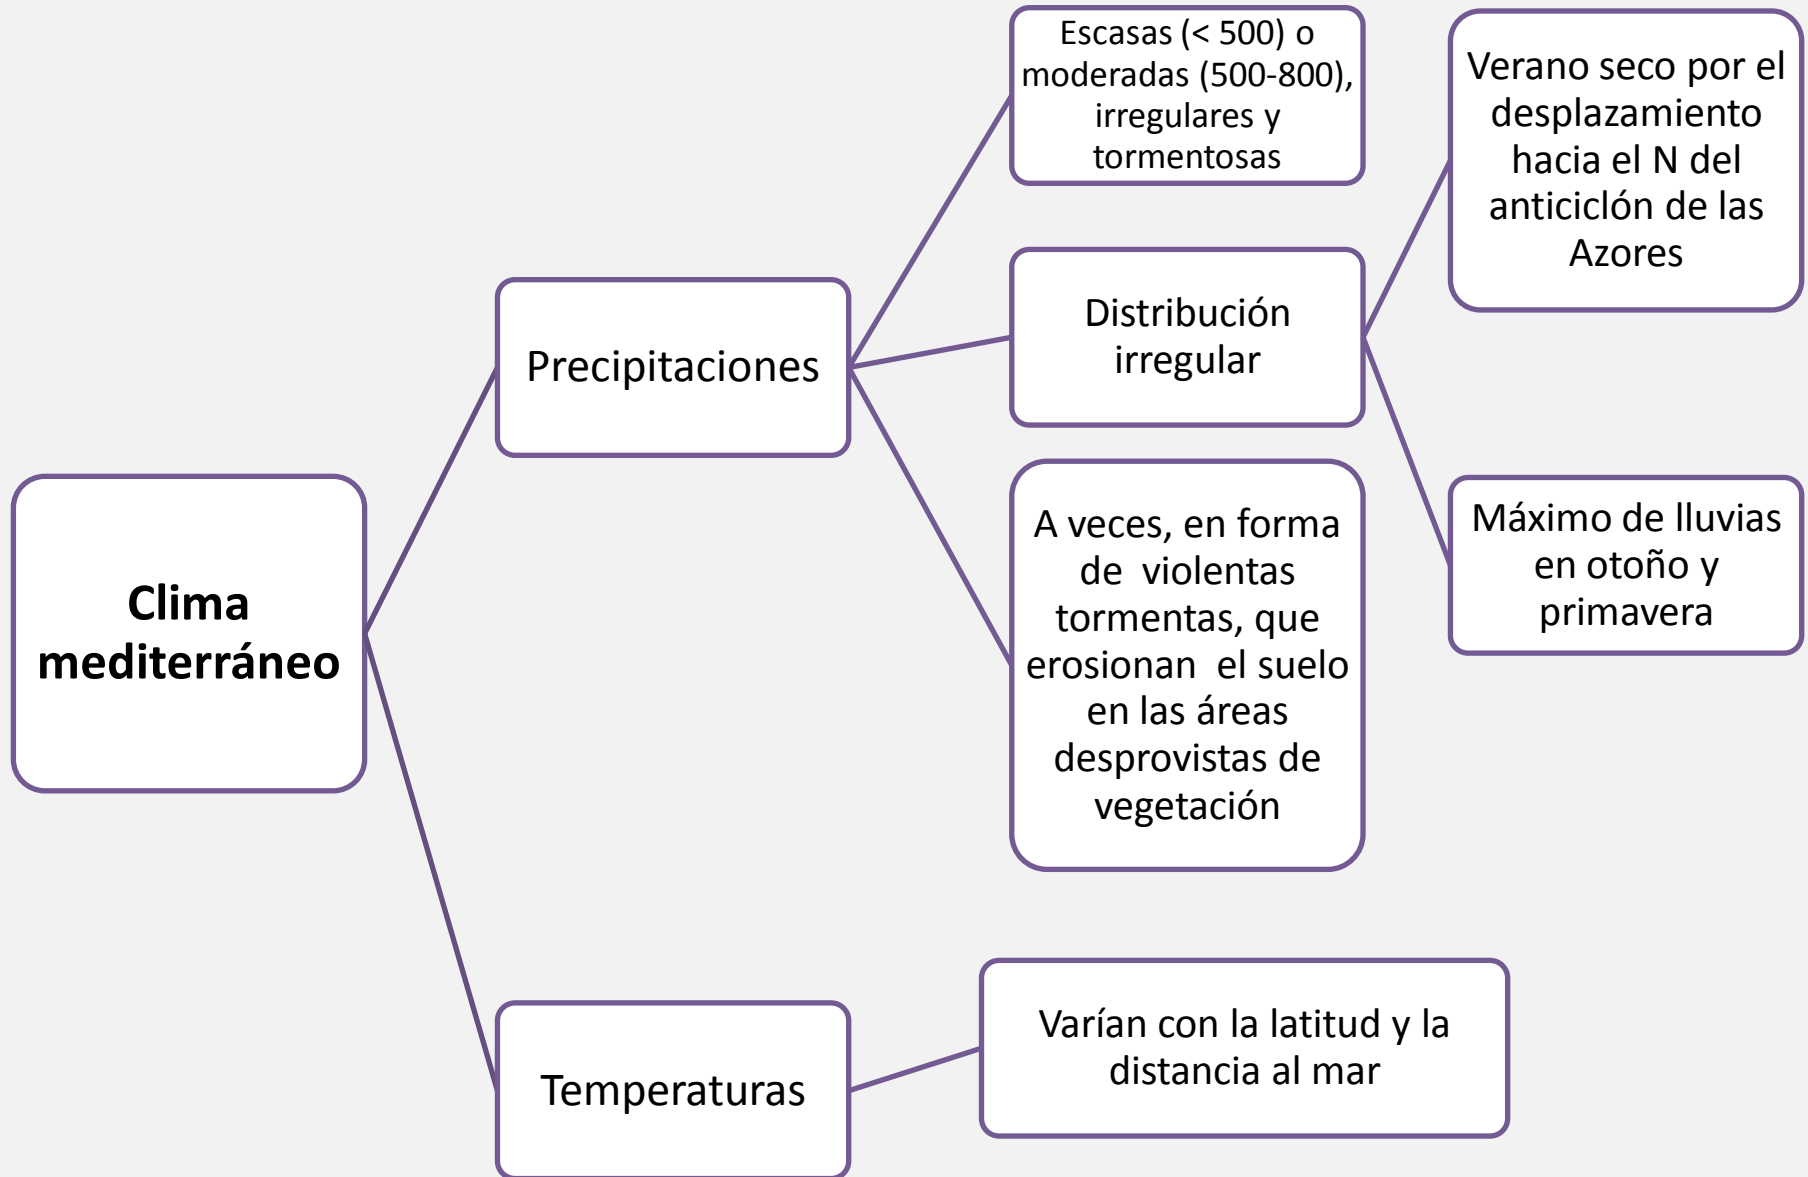 Clima
mediterráneo
Precipitaciones
Escasas (< 500) o
moderadas (500-800),
irregulares y
tormentosas
Distribución
irregular
Verano seco por el
desplazamiento
hacia el N del
anticiclón de las
Azores
Máximo de lluvias
en otoño y
primavera
A veces, en forma
de violentas
tormentas, que
erosionan el suelo
en las áreas
desprovistas de
vegetación
Temperaturas
Varían con la latitud y la
distancia al mar